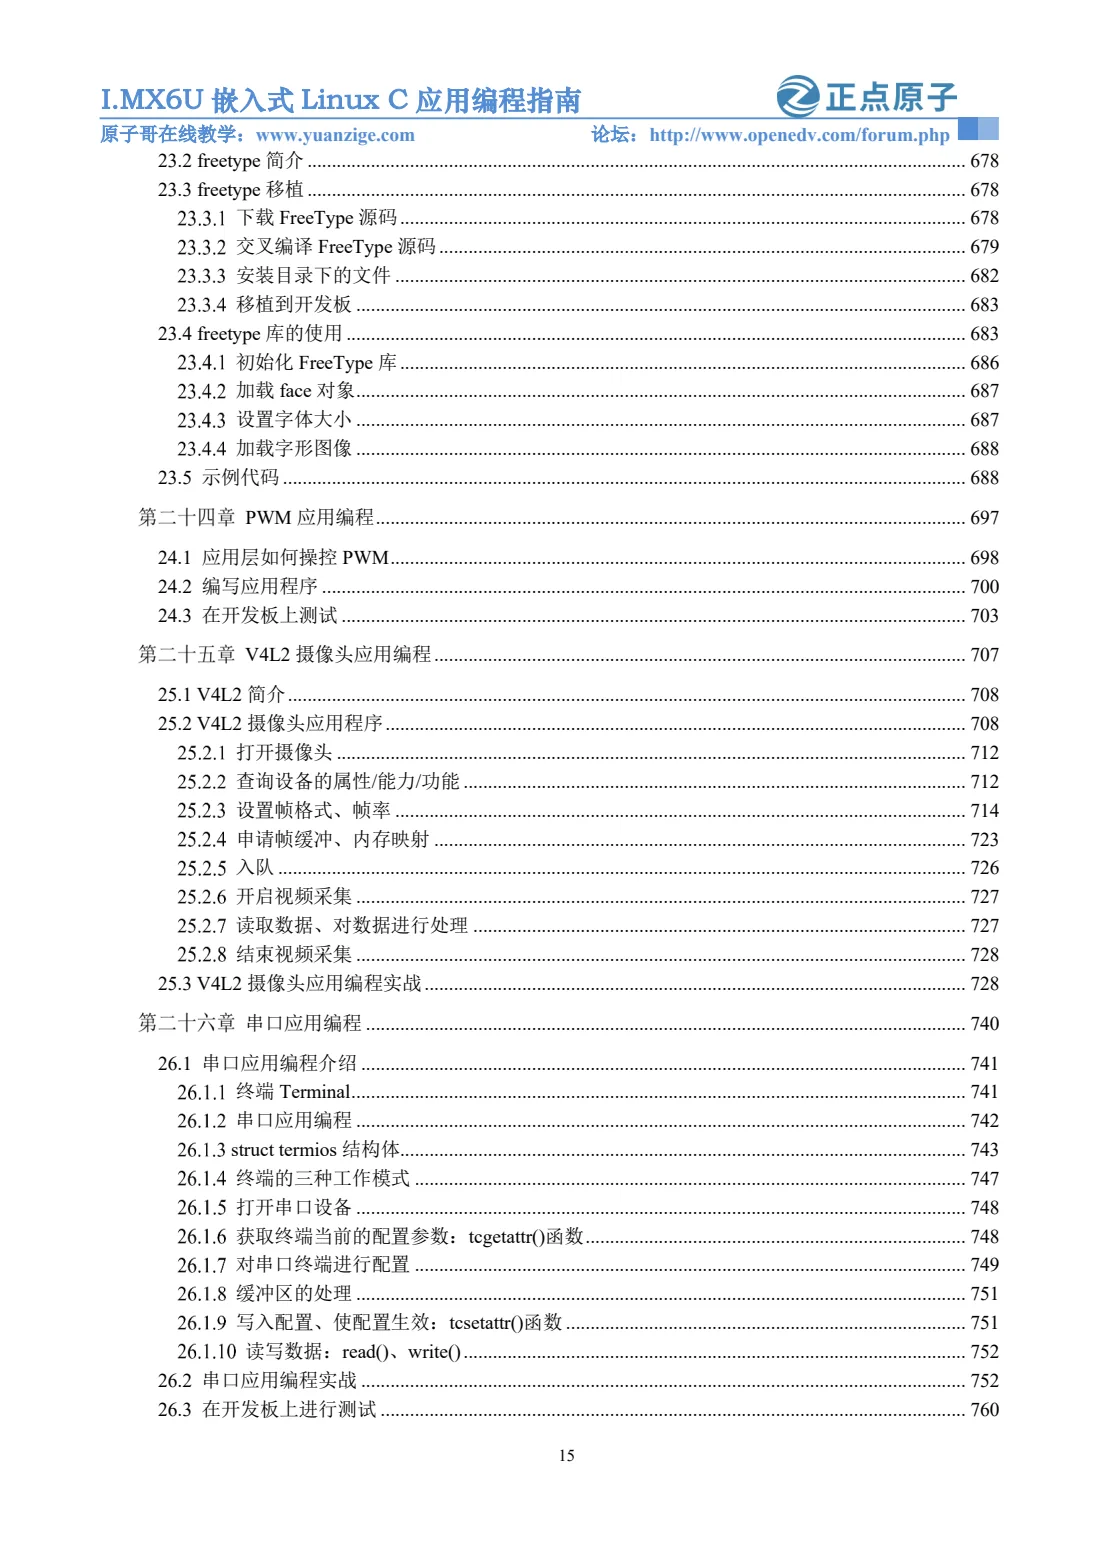 I.MX6U 嵌入式 Linux C 应用编程指南
正点原子
原子哥在线教学：www.yuanzige.com 论坛：http://www.openedv.com/forum.php
23.2 freetype 简介 678
23.3 freetype 移植 678
23.3.1 下载 FreeType 源码 678
23.3.2 交叉编译 FreeType 源码 679
23.3.3 安装目录下的文件 682
23.3.4 移植到开发板 683
23.4 freetype 库的使用 683
23.4.1 初始化 FreeType 库 686
23.4.2 加载 face 对象 687
23.4.3 设置字体大小 687
23.4.4 加载字形图像 688
23.5 示例代码 688
第二十四章 PWM 应用编程 697
24.1 应用层如何操控 PWM 698
24.2 编写应用程序 700
24.3 在开发板上测试 703
第二十五章 V4L2 摄像头应用编程 707
25.1 V4L2 简介 708
25.2 V4L2 摄像头应用程序 708
25.2.1 打开摄像头 712
25.2.2 查询设备的属性/能力/功能 712
25.2.3 设置帧格式、帧率 714
25.2.4 申请帧缓冲、内存映射 723
25.2.5 入队 726
25.2.6 开启视频采集 727
25.2.7 读取数据、对数据进行处理 727
25.2.8 结束视频采集 728
25.3 V4L2 摄像头应用编程实战 728
第二十六章 串口应用编程 740
26.1 串口应用编程介绍 741
26.1.1 终端 Terminal 741
26.1.2 串口应用编程 742
26.1.3 struct termios 结构体 743
26.1.4 终端的三种工作模式 747
26.1.5 打开串口设备 748
26.1.6 获取终端当前的配置参数：tcgetattr()函数 748
26.1.7 对串口终端进行配置 749
26.1.8 缓冲区的处理 751
26.1.9 写入配置、使配置生效：tcsetattr()函数 751
26.1.10 读写数据：read()、write() 752
26.2 串口应用编程实战 752
26.3 在开发板上进行测试 760
15